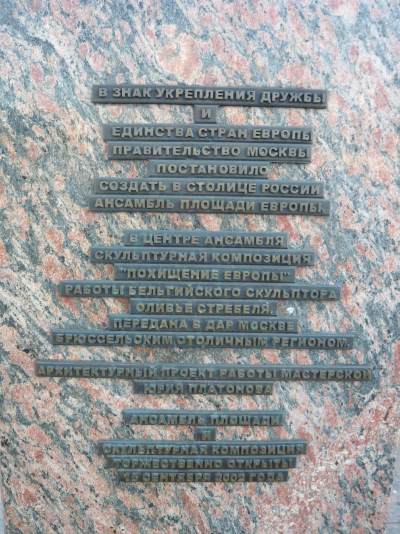 В ЗНАК УКРЕПЛЕНИЯ ДРУЖБЫ
И
ЕДИНСТВА СТРАН ЕВРОПЫ
ПРАВИТЕЛЬСТВО МОСКВЫ
ПОСТАНОВИЛО
СОЗДАТЬ В СТОЛИЦЕ РОССИИ
АНСАМБЛЬ ПЛОЩАДИ ЕВРОПЫ.
В ЦЕНТРЕ АНСАМБЛЯ
СКУЛЬПТУРНАЯ КОМПОЗИЦИЯ
"ПОХИЩЕНИЕ ЕВРОПЫ"
РАБОТЫ БЕЛЬГИЙСКОГО СКУЛЬПТОРА
ОЛИВЬЕ СТРЕБЕЛЯ.
ПЕРЕДАНА В ДАР МОСКВЕ
БРЮССЕЛЬСКИМ СТОЛИЧНЫМ РЕГИОНОМ.
АРХИТЕКТУРНЫЙ ПРОЕКТ РАБОТЫ МАСТЕРСКОЙ
ЮРИЯ ПЛАТОНОВА
АНСАМБЛЬ ПЛОЩАДИ
И
СКУЛЬПТУРНАЯ КОМПОЗИЦИЯ
ТОРЖЕСТВЕННО ОТКРЫТЫ
15 СЕНТЯБРЯ 2002 ГОДА